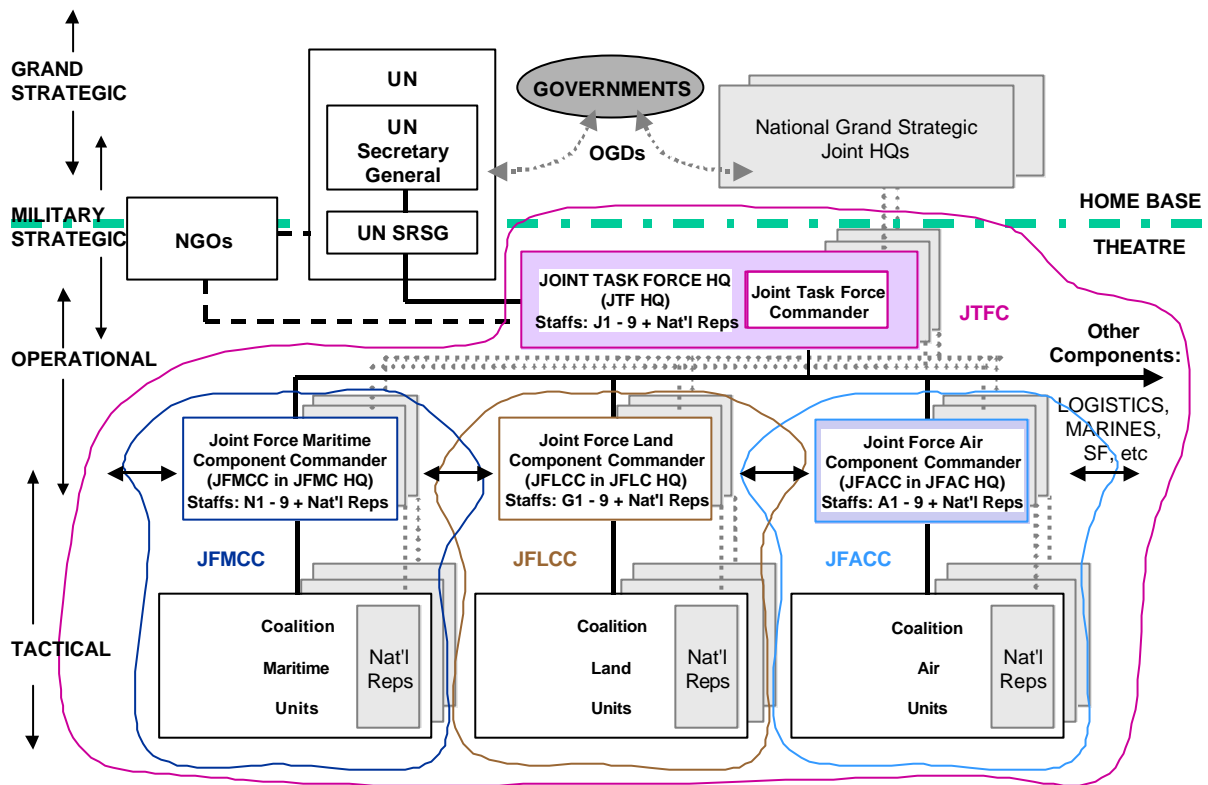 GRAND
STRATEGIC
UN
UN
Secretary
General
UN SRSG
GOVERNMENTS
OGDs
National Grand Strategic
Joint HQs
MILITARY
STRATEGIC
NGOs
HOME BASE
THEATRE
JOINT TASK FORCE HQ
(JTF HQ)
Staffs: J1 - 9 + Nat'l Reps
Joint Task Force
Commander
JTFC
OPERATIONAL
Other
Components:
LOGISTICS,
MARINES,
SF, etc
Joint Force Maritime
Component Commander
(JFMCC in JFMC HQ)
Staffs: N1 - 9 + Nat'l Reps
Joint Force Land
Component Commander
(JFLCC in JFLC HQ)
Staffs: G1 - 9 + Nat'l Reps
Joint Force Air
Component Commander
(JFACC in JFAC HQ)
Staffs: A1 - 9 + Nat'l Reps
JFMCC
JFLCC
JFACC
TACTICAL
Coalition
Maritime
Units
Nat'l
Reps
Coalition
Land
Units
Nat'l
Reps
Coalition
Air
Units
Nat'l
Reps